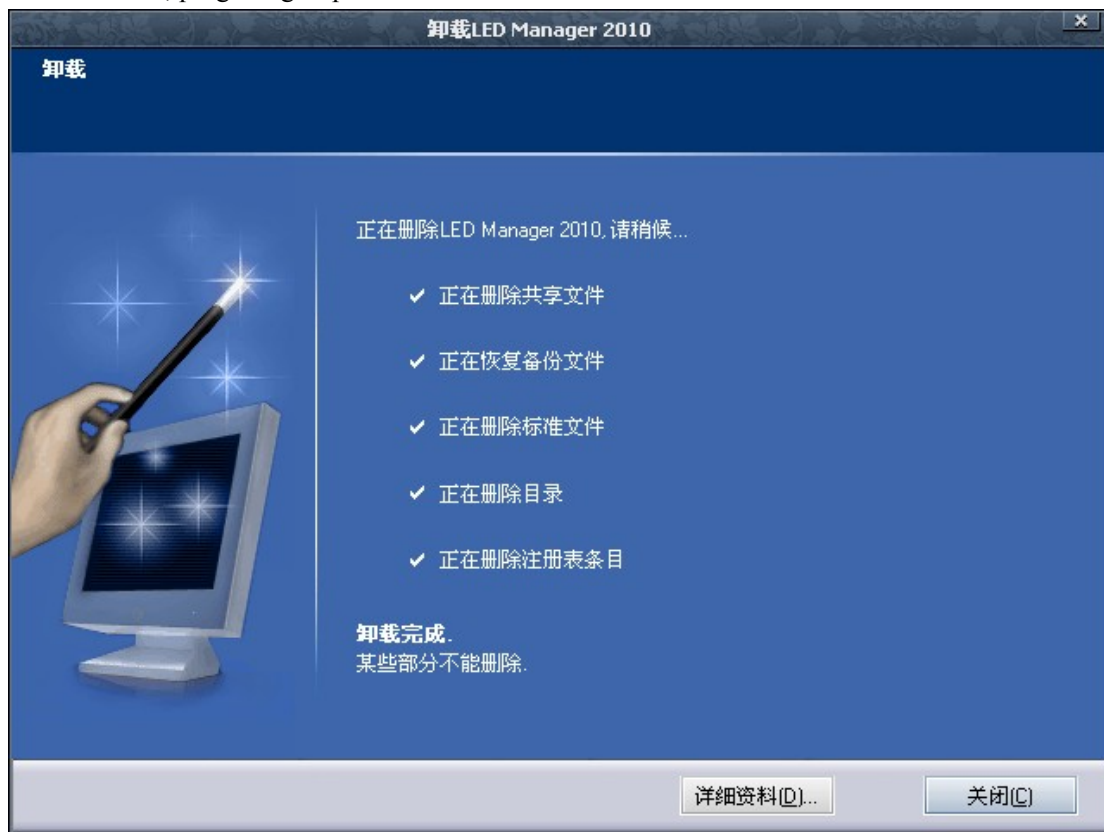 卸载LED Manager 2010
卸载
正在删除LED Manager 2010, 请稍候...
✓ 正在删除共享文件
✓ 正在恢复备份文件
✓ 正在删除标准文件
✓ 正在删除目录
✓ 正在删除注册表条目
卸载完成.
某些部分不能删除.
详细资料(D)... 关闭(C)